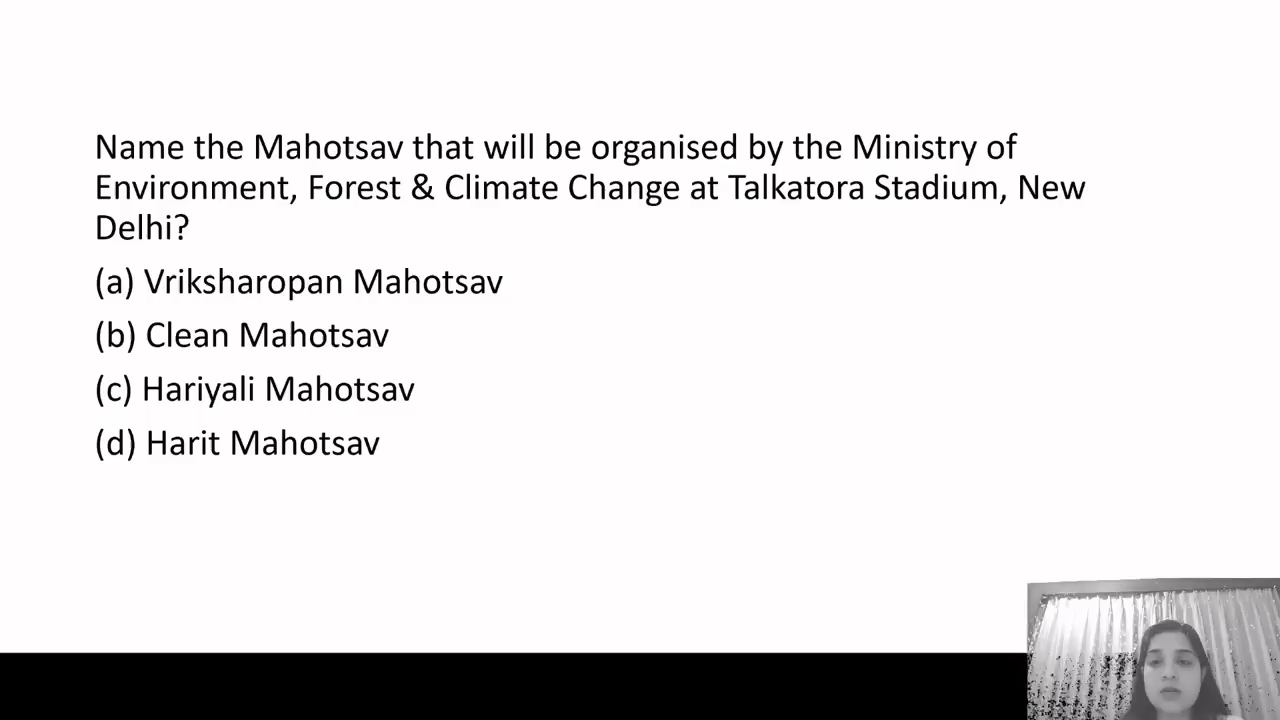 Name the Mahotsav that will be organised by the Ministry of
Environment, Forest & Climate Change at Talkatora Stadium, New
Delhi?
(a) Vriksharopan Mahotsav
(b) Clean Mahotsav
(c) Hariyali Mahotsav
(d) Harit Mahotsav